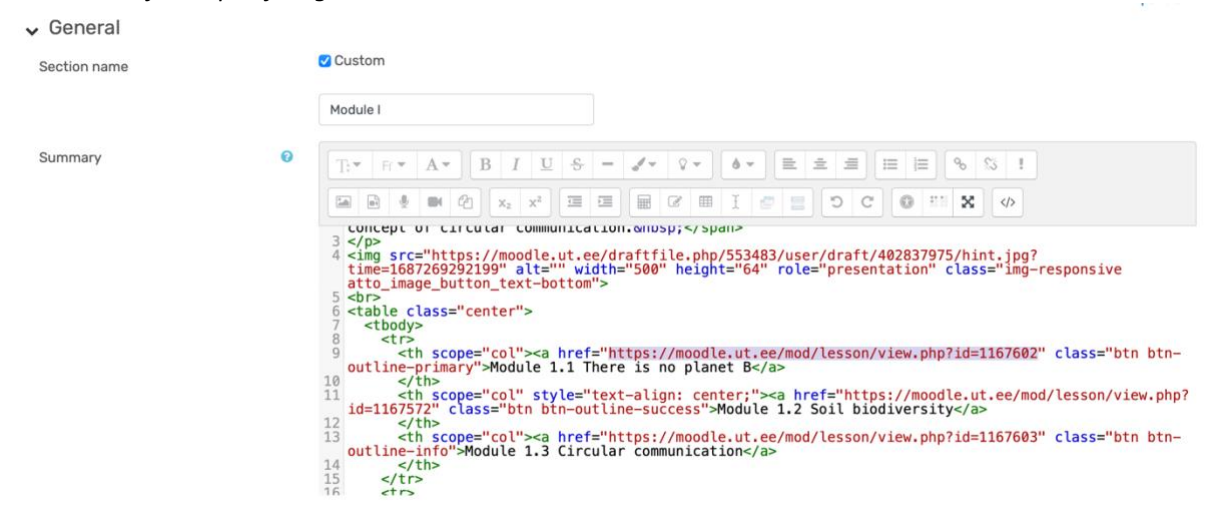 General
Section name
Custom
Module I
Summary
concept of circular communication.&nbsp;</span>
3 </p>
4 <img src="https://moodle.ut.ee/draftfile.php/553483/user/draft/402837975/hint.jpg?
time=1687269292199" alt="" width="500" height="64" role="presentation" class="img-responsive
atto_image_button_text-bottom">
5 <br>
6 <table class="center">
7 <tbody>
8 <tr>
9 <th scope="col"><a href="https://moodle.ut.ee/mod/lesson/view.php?id=1167602" class="btn btn-
outline-primary">Module 1.1 There is no planet B</a>
10 </th>
11 <th scope="col" style="text-align: center;"><a href="https://moodle.ut.ee/mod/lesson/view.php?
id=1167572" class="btn btn-outline-success">Module 1.2 Soil biodiversity</a>
12 </th>
13 <th scope="col"><a href="https://moodle.ut.ee/mod/lesson/view.php?id=1167603" class="btn btn-
outline-info">Module 1.3 Circular communication</a>
14 </th>
15 </tr>
16 <tr>